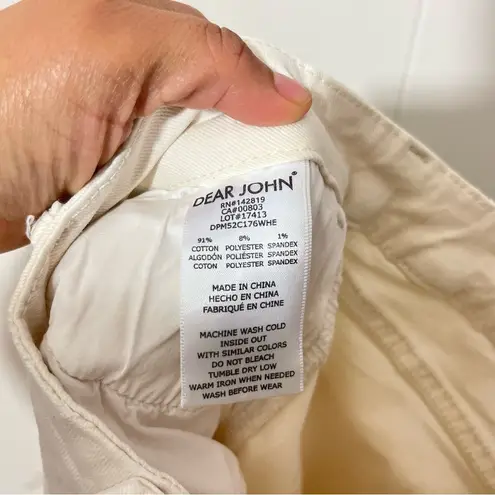 DEAR JOHN®
RN#142819
CA#00803
LOT#17413
DPM52C176WHE
91% 8% 1%
COTTON POLYESTER SPANDEX
ALGODÓN POLYESTER SPANDEX
COTON POLYESTER SPANDEX
MADE IN CHINA
HECHO EN CHINA
FABRIQUÉ EN CHINE
MACHINE WASH COLD
INSIDE OUT
WITH SIMILAR COLORS
DO NOT BLEACH
TUMBLE DRY LOW
WARM IRON WHEN NEEDED
WASH BEFORE WEAR